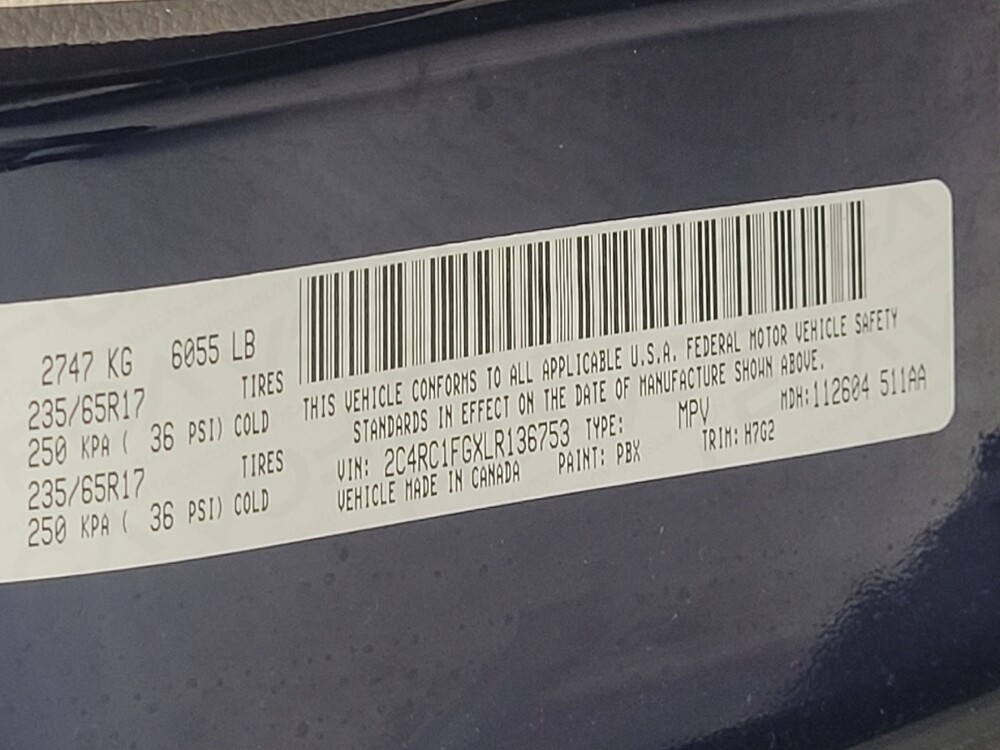 2747 KG 6055 LB
235/65R17 TIRES
250 KPA ( 36 PSI) COLD
235/65R17 TIRES
250 KPA ( 36 PSI) COLD
THIS VEHICLE CONFORMS TO ALL APPLICABLE U.S.A. FEDERAL MOTOR VEHICLE SAFETY
STANDARDS IN EFFECT ON THE DATE OF MANUFACTURE SHOWN ABOVE.
VIN: 2C4RC1FGXLR136753 TYPE: MPV MDH:112604 511AA
VEHICLE MADE IN CANADA PAINT: PBX TRIM: H7G2